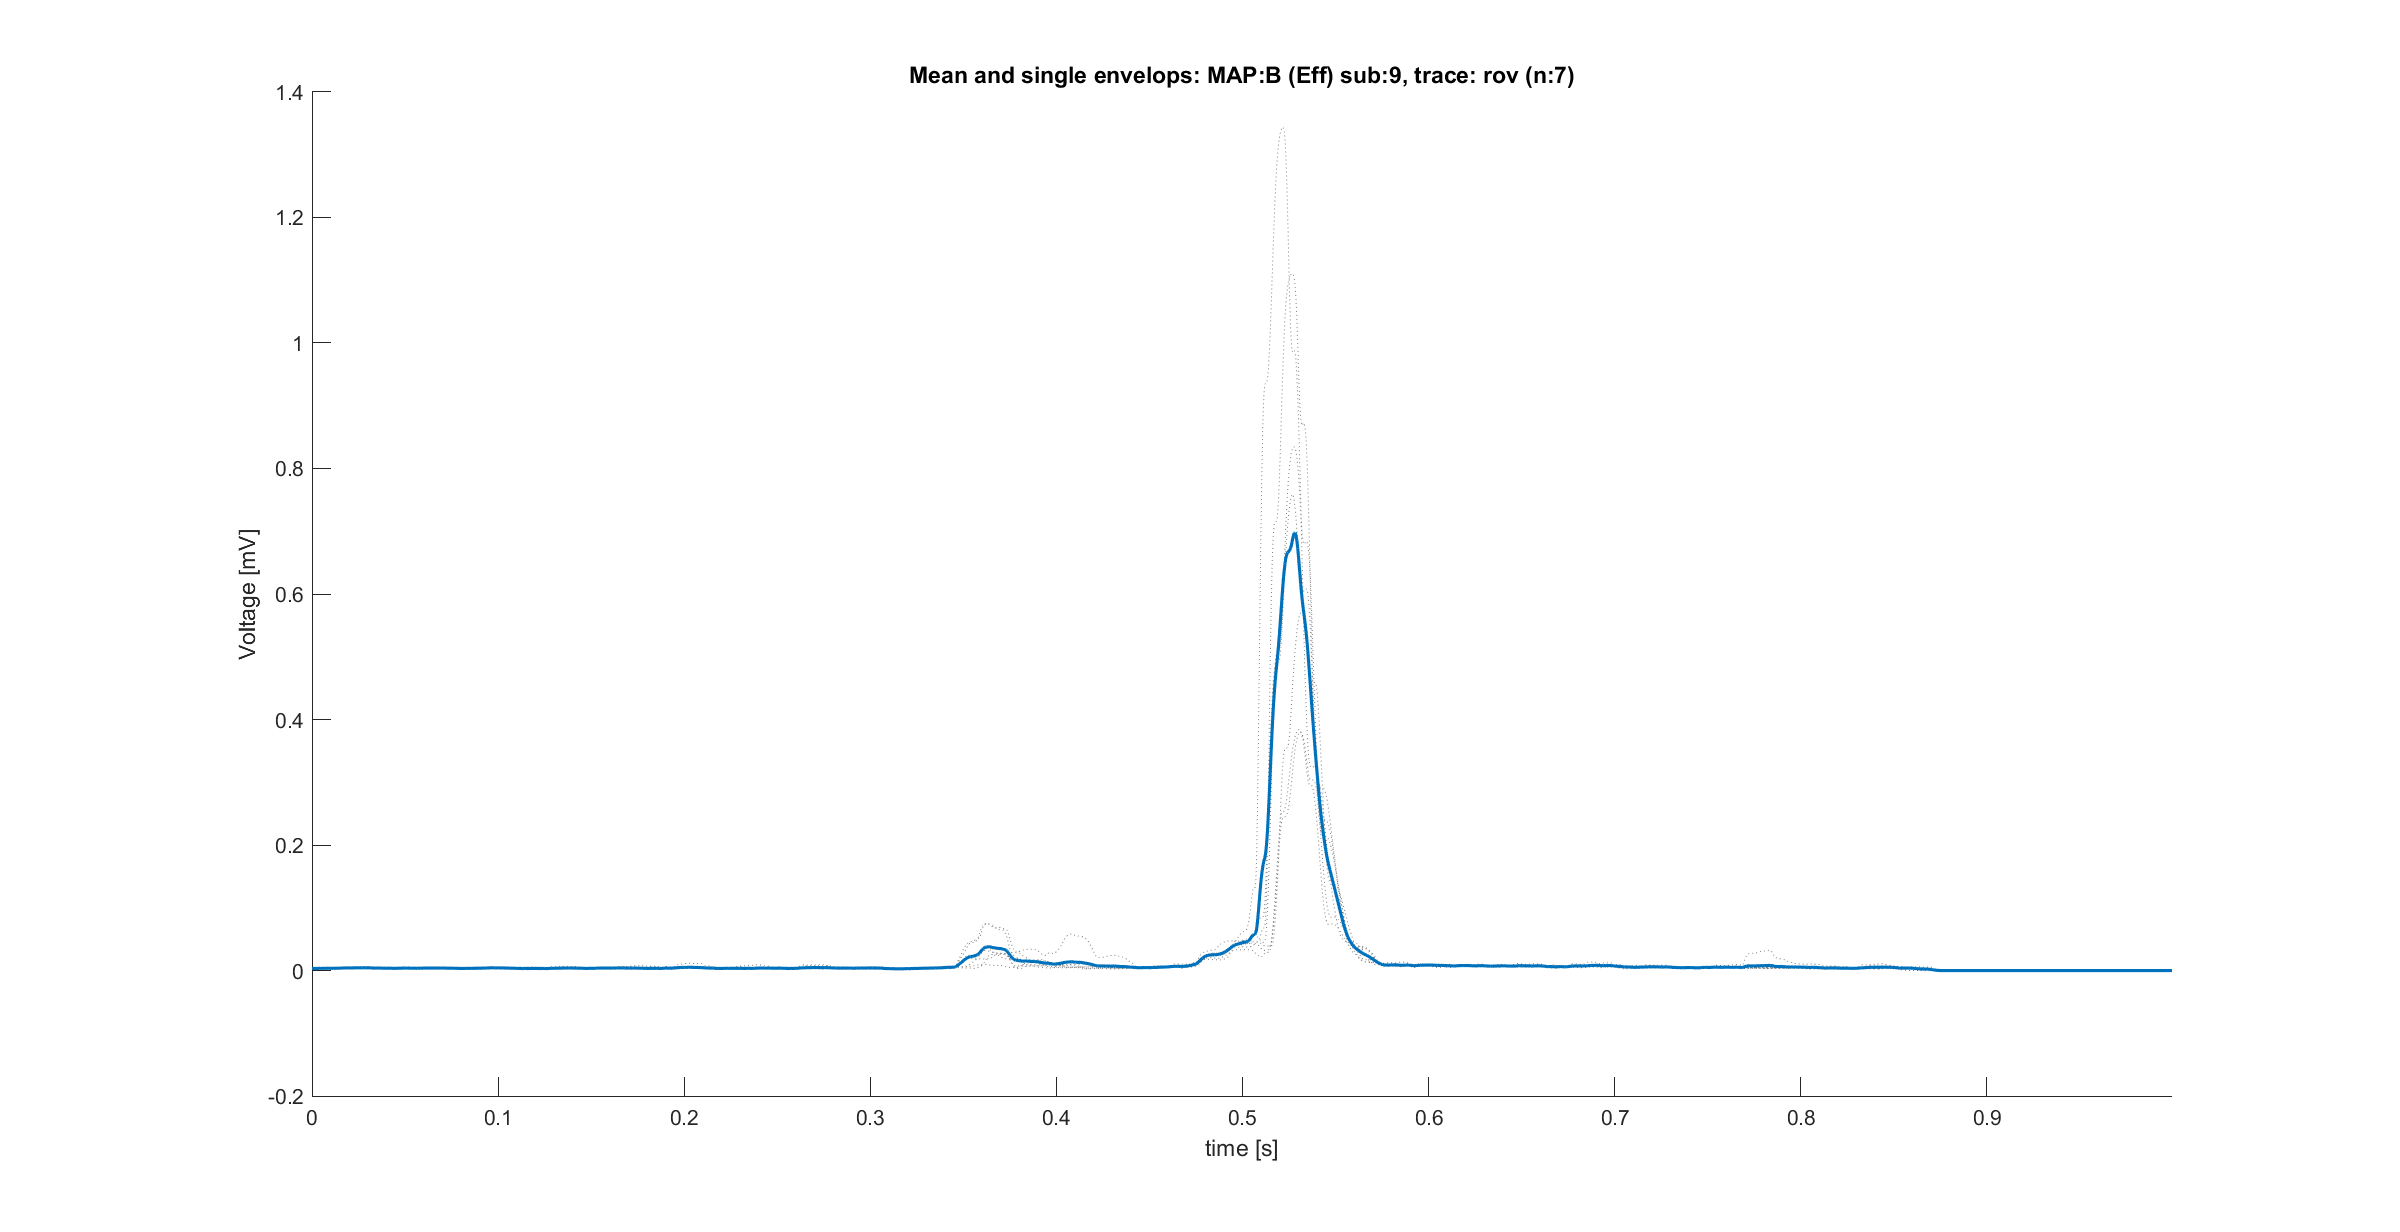 Mean and single envelops: MAP:B (Eff) sub:9, trace: rov (n:7)
1.4
1.2
1
0.8
0.6
0.4
0.2
0
-0.2
Voltage [mV]
0 0.1 0.2 0.3 0.4 0.5 0.6 0.7 0.8 0.9
time [s]